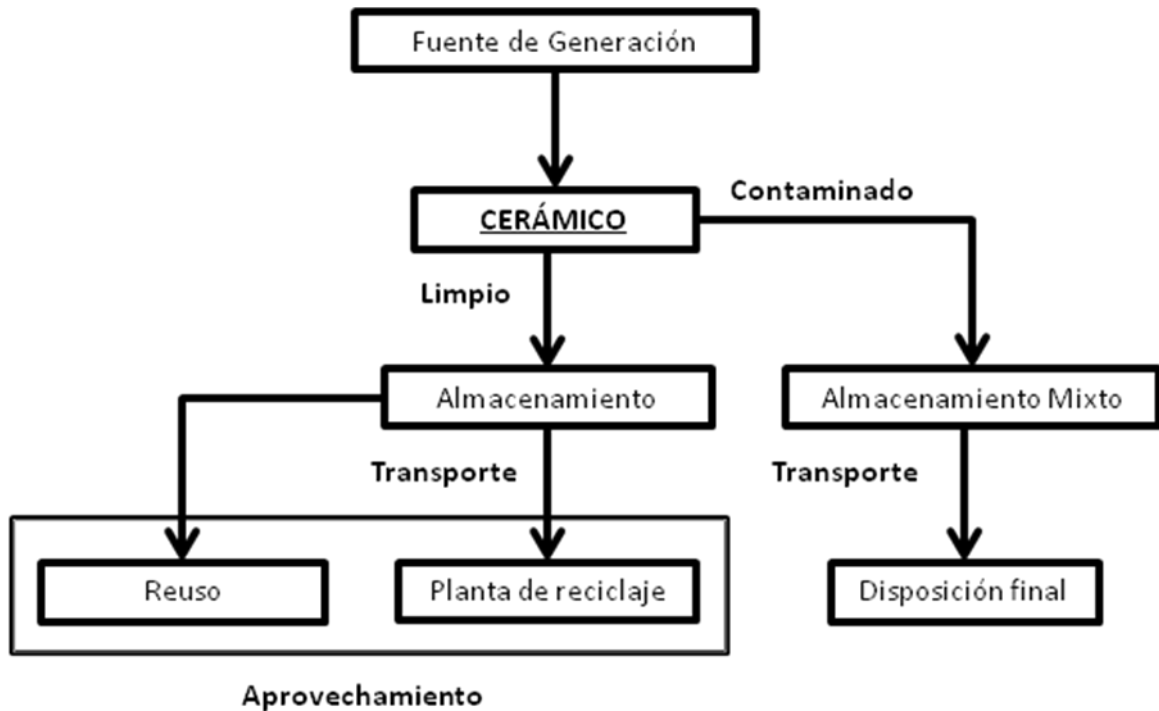 Fuente de Generación
Contaminado
CERÁMICO
Limpio
Almacenamiento
Almacenamiento Mixto
Transporte
Transporte
Reuso
Planta de reciclaje
Disposición final
Aprovechamiento